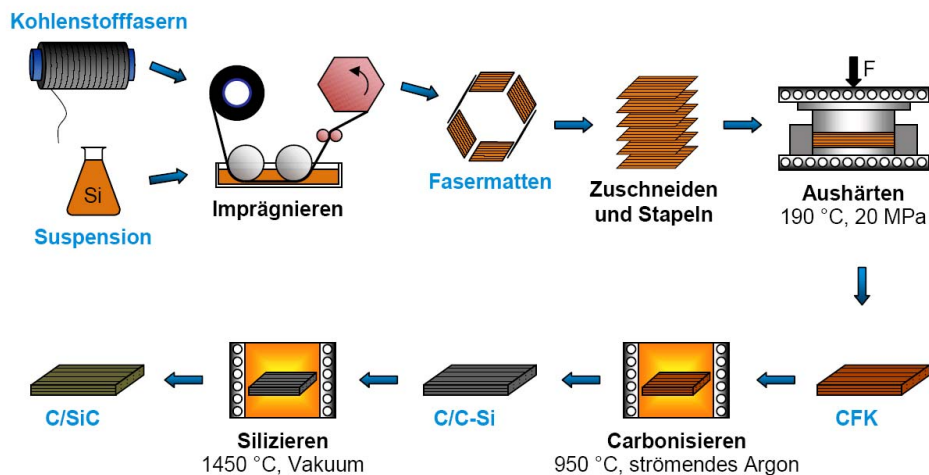 Kohlenstofffasern
F
Si
Suspension
Imprägnieren
Fasermatten
Zuschneiden
und Stapeln
Aushärten
190 °C, 20 MPa
C/SiC
Silizieren
1450 °C, Vakuum
C/C-Si
Carbonisieren
950 °C, strömendes Argon
CFK